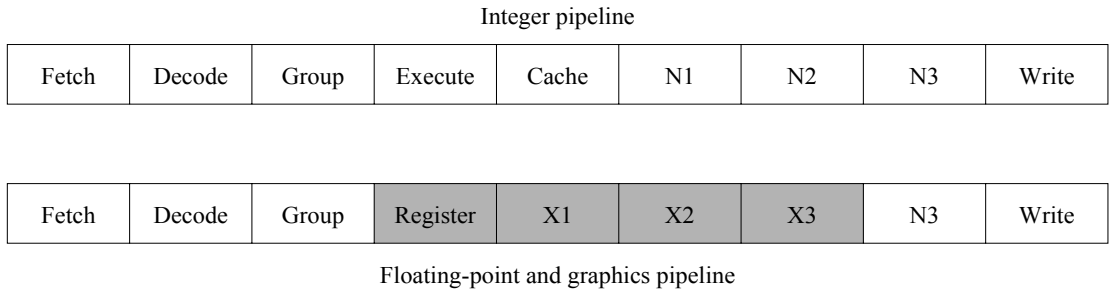 Integer pipeline
Fetch Decode Group Execute Cache N1 N2 N3 Write
Fetch Decode Group Register X1 X2 X3 N3 Write
Floating-point and graphics pipeline